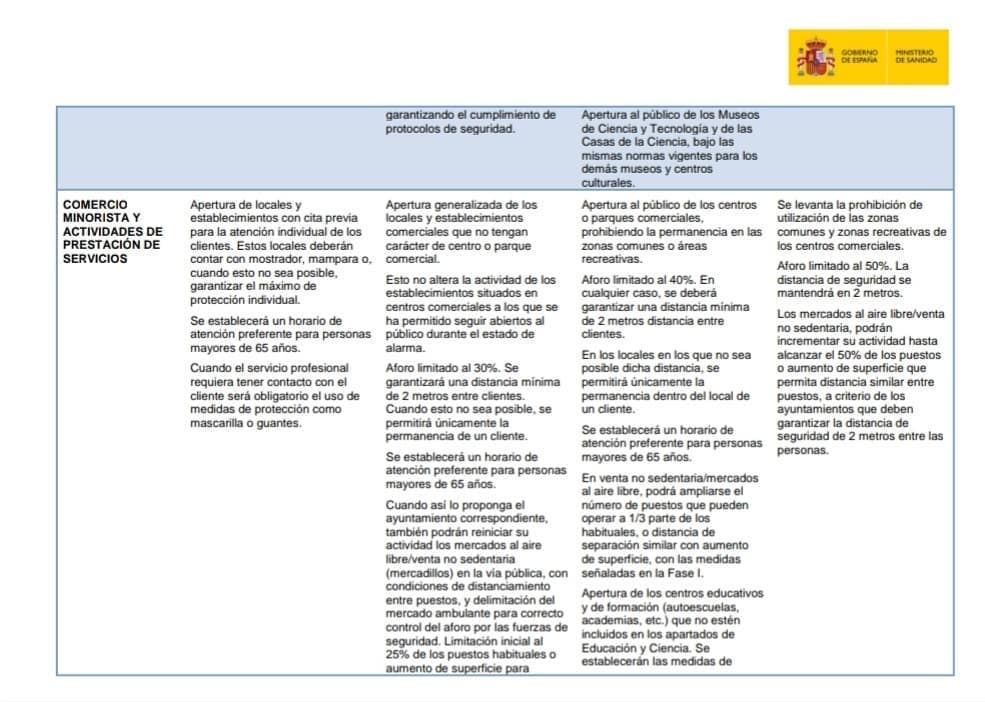 GOBIERNO
DE ESPAÑA
MINISTERIO
DE SANIDAD
garantizando el cumplimiento de
protocolos de seguridad.
Apertura al público de los Museos
de Ciencia y Tecnología y de las
Casas de la Ciencia, bajo las
mismas normas vigentes para los
demás museos y centros
culturales.
COMERCIO
MINORISTA Y
ACTIVIDADES DE
PRESTACIÓN DE
SERVICIOS
Apertura de locales y
establecimientos con cita previa
para la atención individual de los
clientes. Estos locales deberán
contar con mostrador, mampara o,
cuando esto no sea posible,
garantizar el máximo de
protección individual.
Se establecerá un horario de
atención preferente para personas
mayores de 65 años.
Cuando el servicio profesional
requiera tener contacto con el
cliente será obligatorio el uso de
medidas de protección como
mascarilla o guantes.
Apertura generalizada de los
locales y establecimientos
comerciales que no tengan
carácter de centro o parque
comercial.
Esto no altera la actividad de los
establecimientos situados en
centros comerciales a los que se
ha permitido seguir abiertos al
público durante el estado de
alarma.
Aforo limitado al 30%. Se
garantizará una distancia mínima
de 2 metros entre clientes.
Cuando esto no sea posible, se
permitirá únicamente la
permanencia de un cliente.
Se establecerá un horario de
atención preferente para personas
mayores de 65 años.
Cuando así lo proponga el
ayuntamiento correspondiente,
también podrán reiniciar su
actividad los mercados al aire
libre/venta no sedentaria
(mercadillos) en la vía pública, con
condiciones de distanciamiento
entre puestos, y delimitación del
mercado ambulante para correcto
control del aforo por las fuerzas de
seguridad. Limitación inicial al
25% de los puestos habituales o
aumento de superficie para
Apertura al público de los centros
o parques comerciales,
prohibiendo la permanencia en las
zonas comunes o áreas
recreativas.
Aforo limitado al 40%. En
cualquier caso, se deberá
garantizar una distancia mínima
de 2 metros distancia entre
clientes.
En los locales en los que no sea
posible dicha distancia, se
permitirá únicamente la
permanencia dentro del local de
un cliente.
Se establecerá un horario de
atención preferente para personas
mayores de 65 años.
En venta no sedentaria/mercados
al aire libre, podrá ampliarse el
número de puestos que pueden
operar a 1/3 parte de los
habituales, o distancia de
separación similar con aumento
de superficie, con las medidas
señaladas en la Fase I.
Apertura de los centros educativos
y de formación (autoescuelas,
academias, etc.) que no estén
incluidos en los apartados de
Educación y Ciencia. Se
establecerán las medidas de
Se levanta la prohibición de
utilización de las zonas
comunes y zonas recreativas de
los centros comerciales.
Aforo limitado al 50%. La
distancia de seguridad se
mantendrá en 2 metros.
Los mercados al aire libre/venta
no sedentaria, podrán
incrementar su actividad hasta
alcanzar el 50% de los puestos
o aumento de superficie que
permita distancia similar entre
puestos, a criterio de los
ayuntamientos que deben
garantizar la distancia de
seguridad de 2 metros entre las
personas.